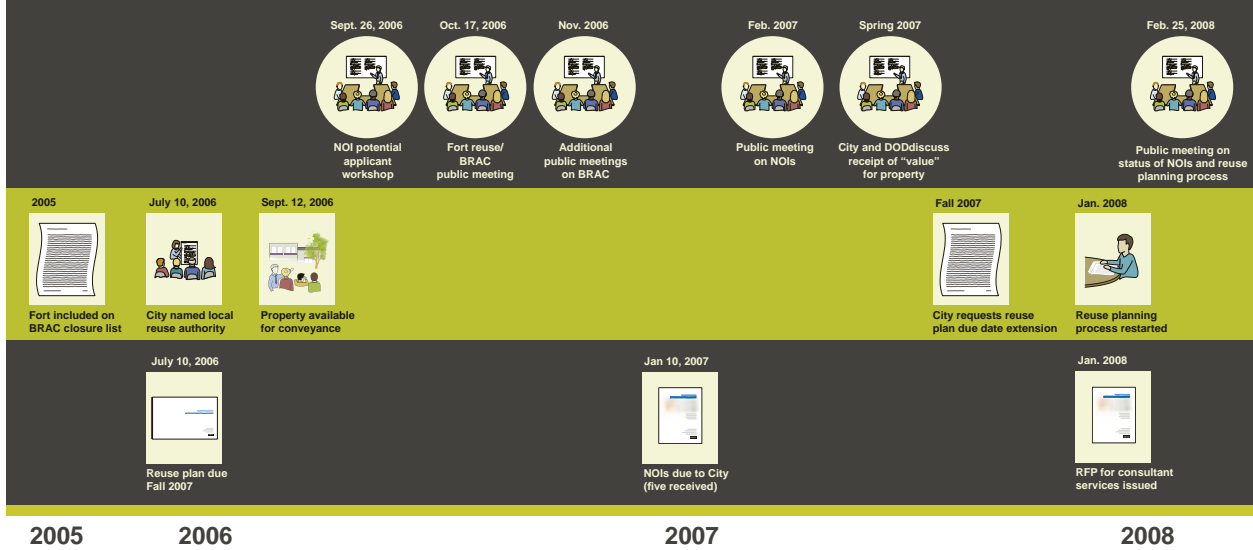 Sept. 26, 2006
NOI potential
applicant
workshop
Oct. 17, 2006
Fort reuse/
BRAC
public meeting
Nov. 2006
Additional
public meetings
on BRAC
Feb. 2007
Public meeting
on NOIs
Spring 2007
City and DODdiscuss
receipt of “value”
for property
Feb. 25, 2008
Public meeting on
status of NOIs and reuse
planning process
2005
Fort included on
BRAC closure list
July 10, 2006
City named local
reuse authority
Sept. 12, 2006
Property available
for conveyance
Fall 2007
City requests reuse
plan due date extension
Jan. 2008
Reuse planning
process restarted
July 10, 2006
Reuse plan due
Fall 2007
Jan 10, 2007
NOIs due to City
(five received)
Jan. 2008
RFP for consultant
services issued
2005
2006
2007
2008